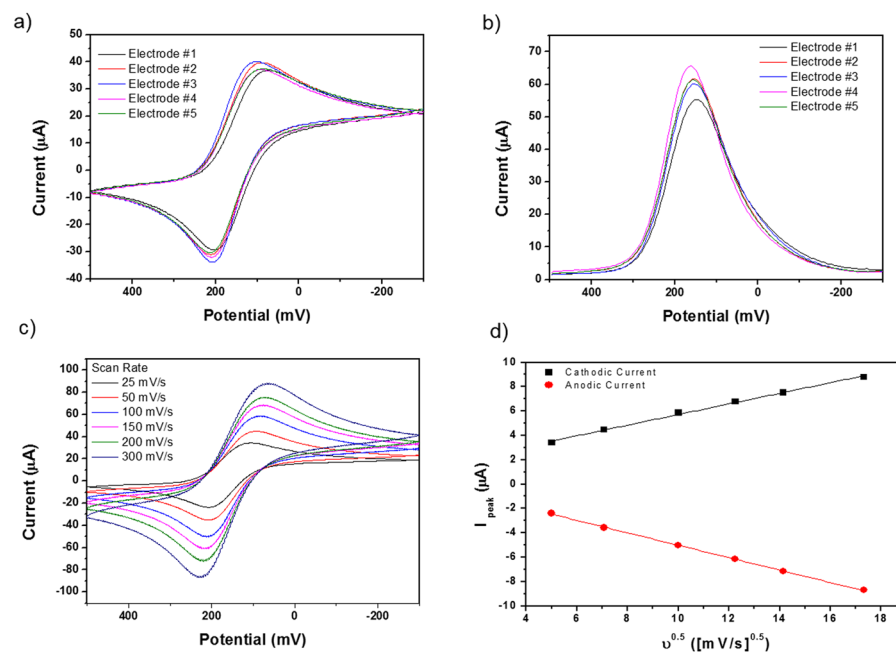 a)
Electrode #1
Electrode #2
Electrode #3
Electrode #4
Electrode #5
50
40
30
20
10
0
-10
-20
-30
-40
Current (µA)
400
200
0
-200
Potential (mV)
b)
Electrode #1
Electrode #2
Electrode #3
Electrode #4
Electrode #5
70
60
50
40
30
20
10
0
Current (µA)
400
200
0
-200
Potential (mV)
c)
Scan Rate
25 mV/s
50 mV/s
100 mV/s
150 mV/s
200 mV/s
300 mV/s
100
80
60
40
20
0
-20
-40
-60
-80
-100
Current (µA)
400
200
0
-200
Potential (mV)
d)
Cathodic Current
Anodic Current
10
8
6
4
2
0
-2
-4
-6
-8
-10
I peak (µA)
4
6
8
10
12
14
16
18
υ0.5 ([mV/s]0.5)